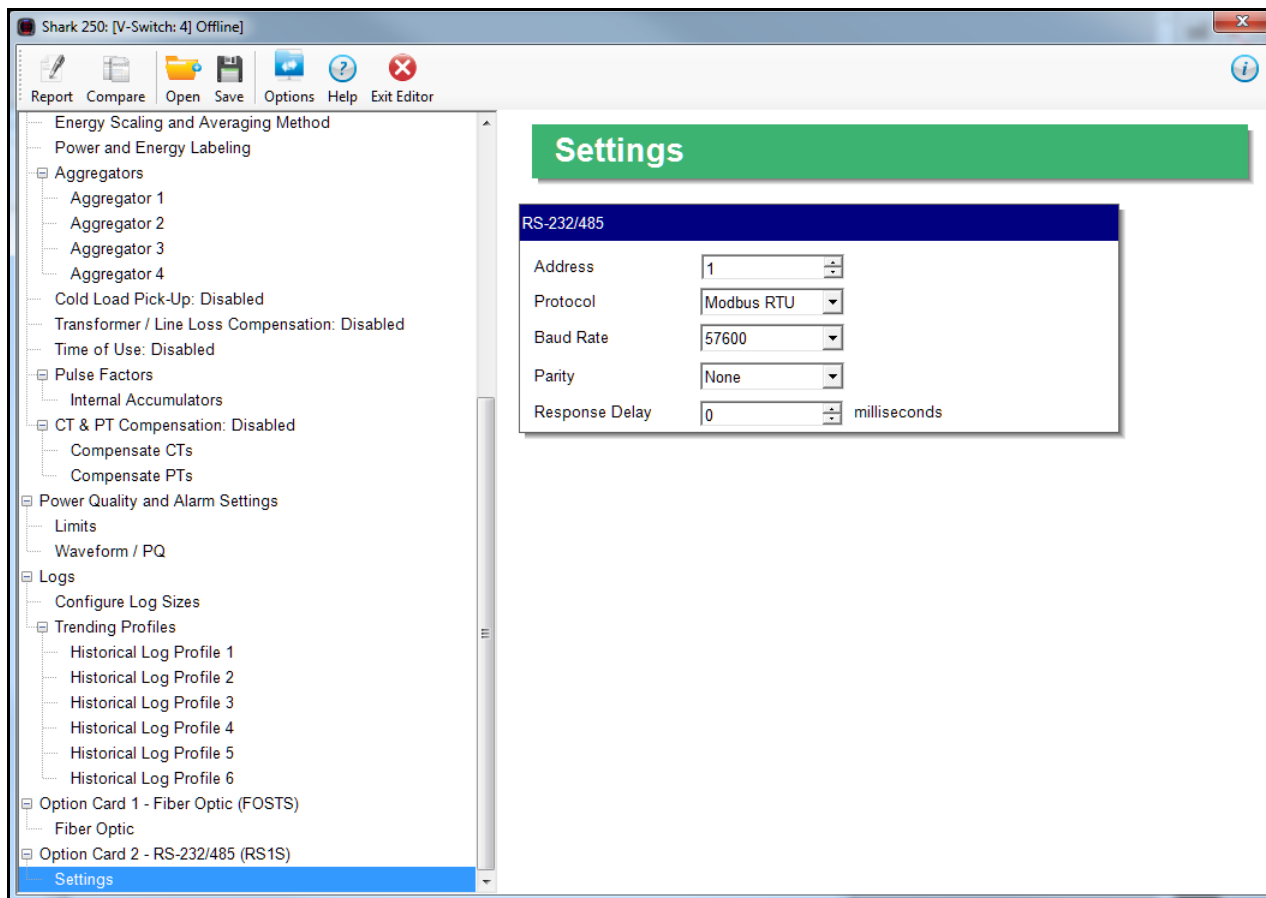 Shark 250: [V-Switch: 4] Offline]
Report Compare Open Save Options Help Exit Editor
Energy Scaling and Averaging Method
Power and Energy Labeling
Aggregators
Aggregator 1
Aggregator 2
Aggregator 3
Aggregator 4
Cold Load Pick-Up: Disabled
Transformer / Line Loss Compensation: Disabled
Time of Use: Disabled
Pulse Factors
Internal Accumulators
CT & PT Compensation: Disabled
Compensate CTs
Compensate PTs
Power Quality and Alarm Settings
Limits
Waveform / PQ
Logs
Configure Log Sizes
Trending Profiles
Historical Log Profile 1
Historical Log Profile 2
Historical Log Profile 3
Historical Log Profile 4
Historical Log Profile 5
Historical Log Profile 6
Option Card 1 - Fiber Optic (FOSTS)
Fiber Optic
Option Card 2 - RS-232/485 (RS1S)
Settings
Settings
RS-232/485
Address 1
Protocol Modbus RTU
Baud Rate 57600
Parity None
Response Delay 0 milliseconds